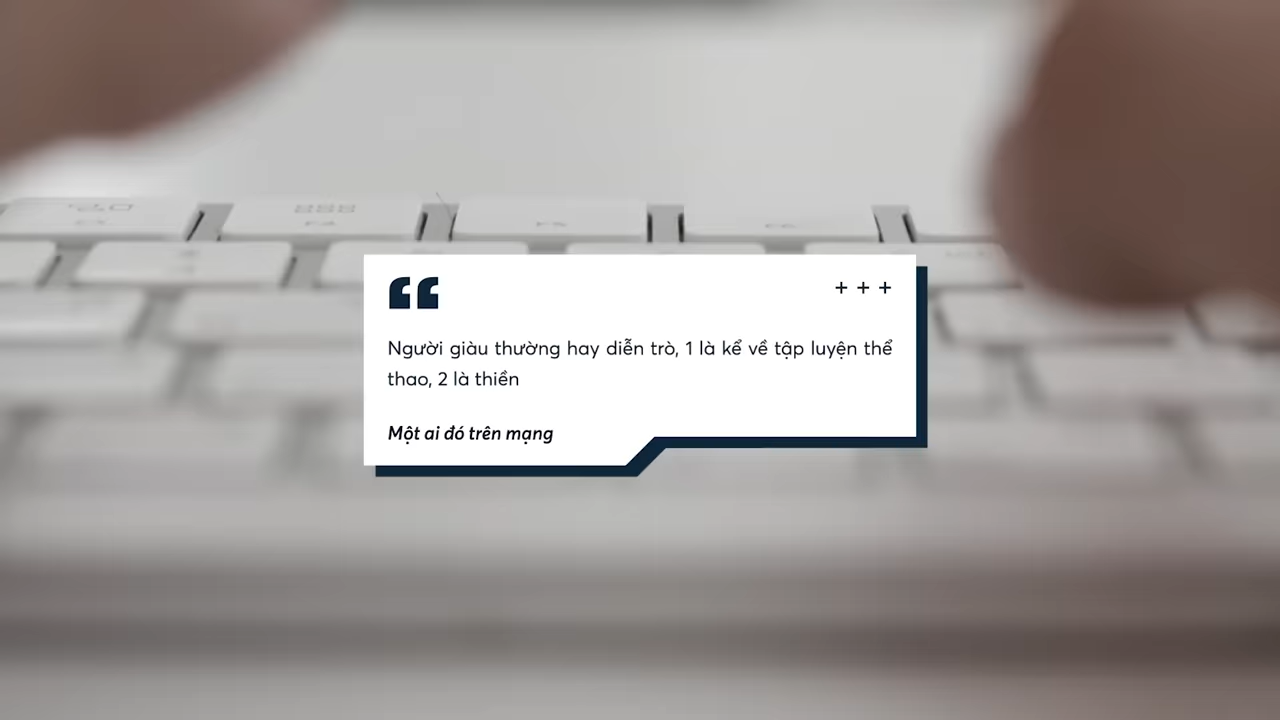 “
+ + +
Người giàu thường hay diễn trò, 1 là kể về tập luyện thể
thao, 2 là thiền
Một ai đó trên mạng